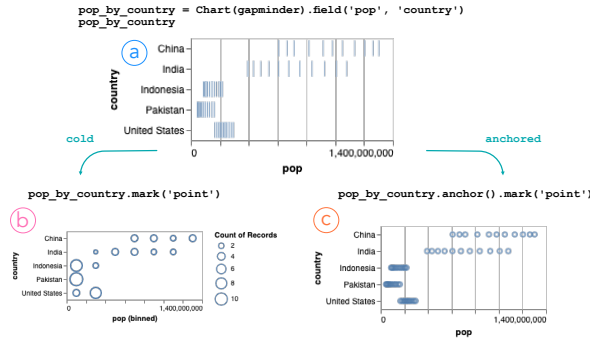 pop_by_country = Chart(gapminder).field('pop', 'country')
pop_by_country
a
country
China
India
Indonesia
Pakistan
United States
0
1,400,000,000
pop
cold
anchored
pop_by_country.mark('point')
b
country
China
India
Indonesia
Pakistan
United States
0
1,400,000,000
pop (binned)
Count of Records
2
4
6
8
10
pop_by_country.anchor().mark('point')
c
country
China
India
Indonesia
Pakistan
United States
0
1,400,000,000
pop